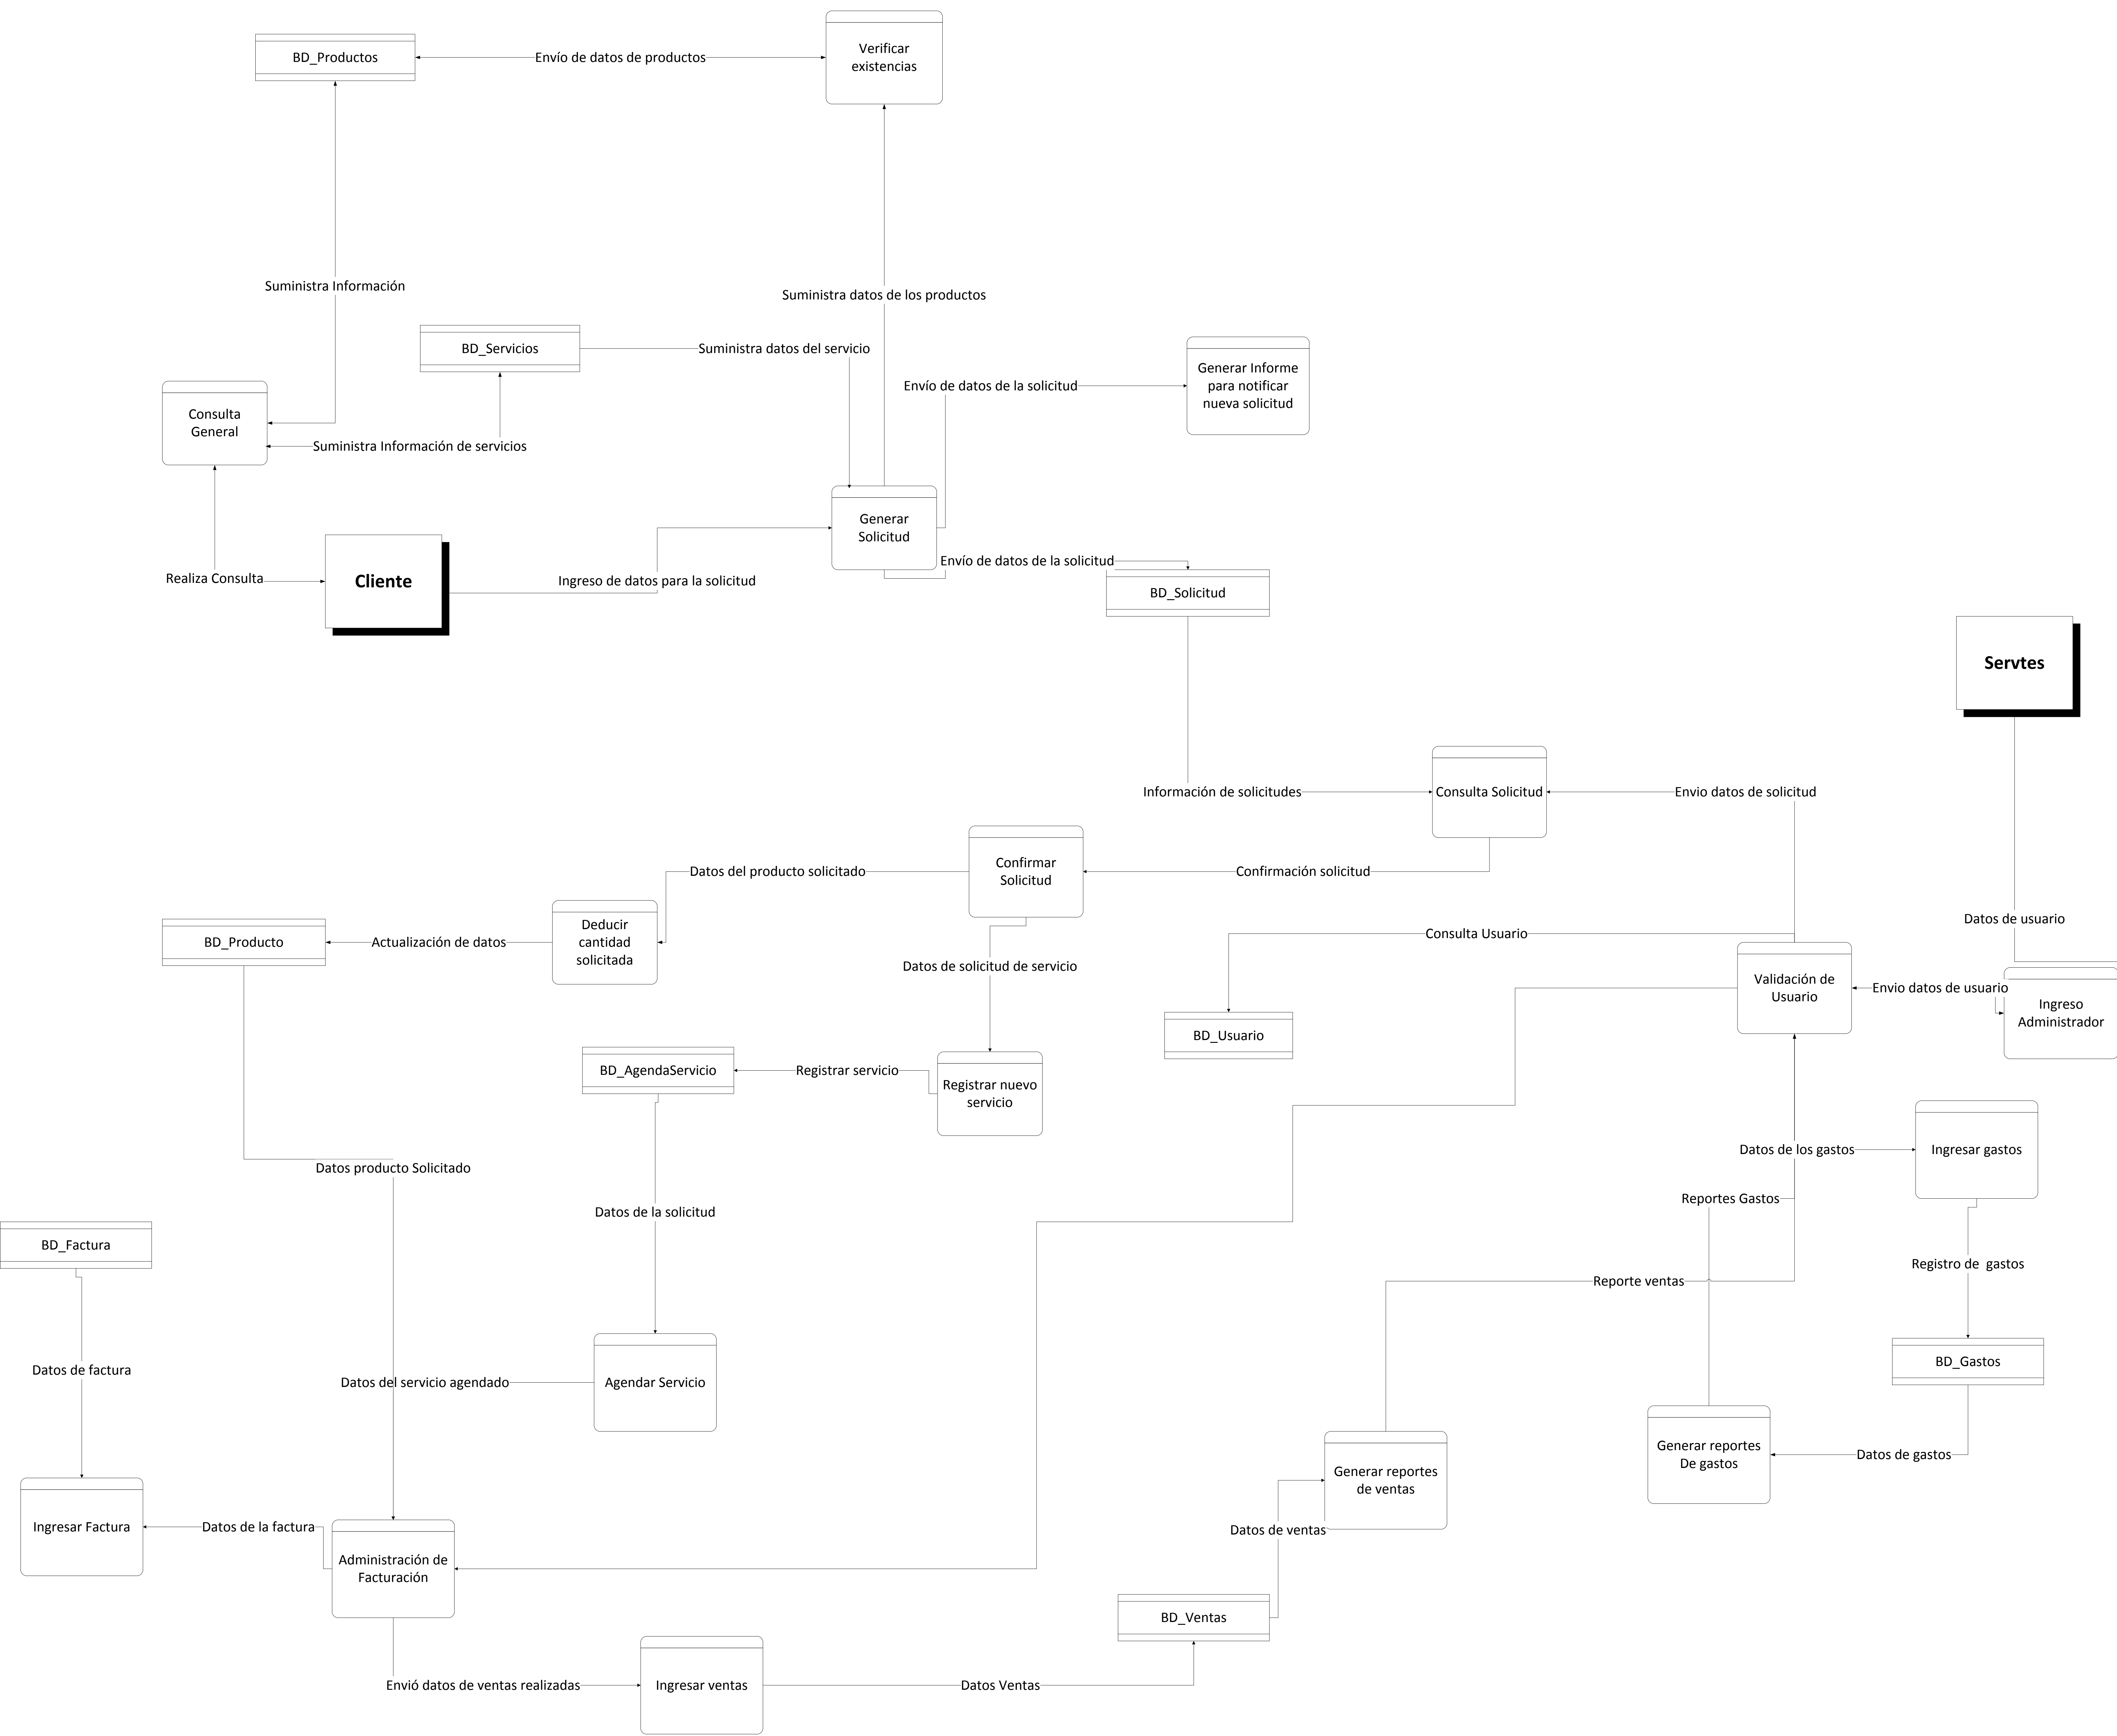 Verificar
existencias
BD_Productos
Envío de datos de productos
Suministra Información
Suministra datos de los productos
BD_Servicios
Suministra datos del servicio
Generar Informe
para notificar
nueva solicitud
Envío de datos de la solicitud
Consulta
General
Suministra Información de servicios
Generar
Solicitud
Envío de datos de la solicitud
Realiza Consulta
Cliente
Ingreso de datos para la solicitud
BD_Solicitud
Servtes
Información de solicitudes
Consulta Solicitud
Envio datos de solicitud
Confirmar
Solicitud
Datos del producto solicitado
Confirmación solicitud
Datos de usuario
Deducir
cantidad
solicitada
BD_Producto
Actualización de datos
Consulta Usuario
Datos de solicitud de servicio
Validación de
Usuario
Envio datos de usuario
Ingreso
Administrador
BD_Usuario
BD_AgendaServicio
Registrar servicio
Registrar nuevo
servicio
Datos de los gastos
Ingresar gastos
Datos producto Solicitado
Reportes Gastos
Datos de la solicitud
BD_Factura
Registro de  gastos
Reporte ventas
BD_Gastos
Datos de factura
Datos del servicio agendado
Agendar Servicio
Generar reportes
De gastos
Datos de gastos
Generar reportes
de ventas
Ingresar Factura
Datos de la factura
Datos de ventas
Administración de
Facturación
BD_Ventas
Envió datos de ventas realizadas
Ingresar ventas
Datos Ventas